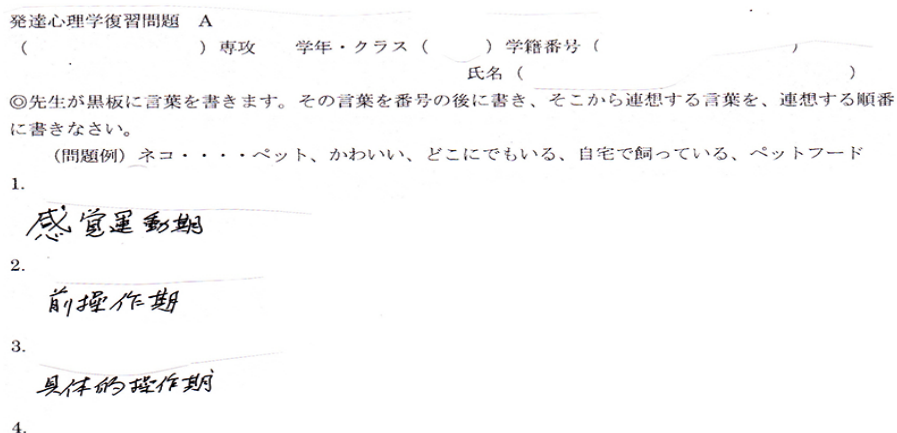 発達心理学復習問題　A
（　　　　　　　　　　）専攻　　学年・クラス（　　　）学籍番号（　　　　　　　　　　）
氏名（　　　　　　　　　　　　　　　　　）
◎先生が黒板に言葉を書きます。その言葉を番号の後に書き、そこから連想する言葉を、連想する順番
に書きなさい。
（問題例）ネコ・・・・ペット、かわいい、どこにでもいる、自宅で飼っている、ペットフード
1.
感覚運動期
2.
前操作期
3.
具体的操作期
4.